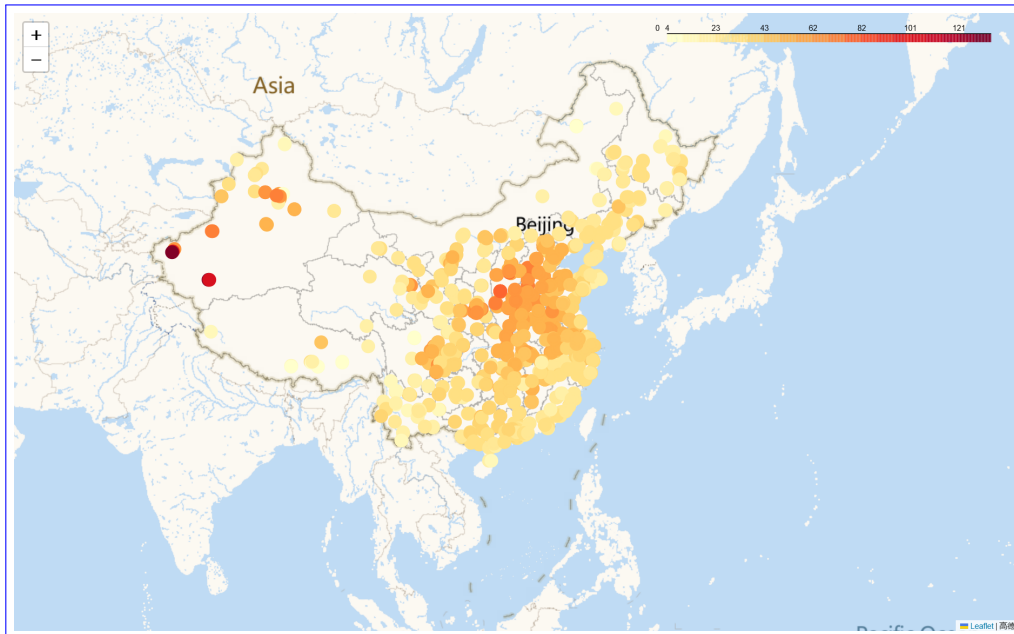 +
−
0 4 23 43 62 82 101 121
Asia
Beijing
Leaflet | 高德